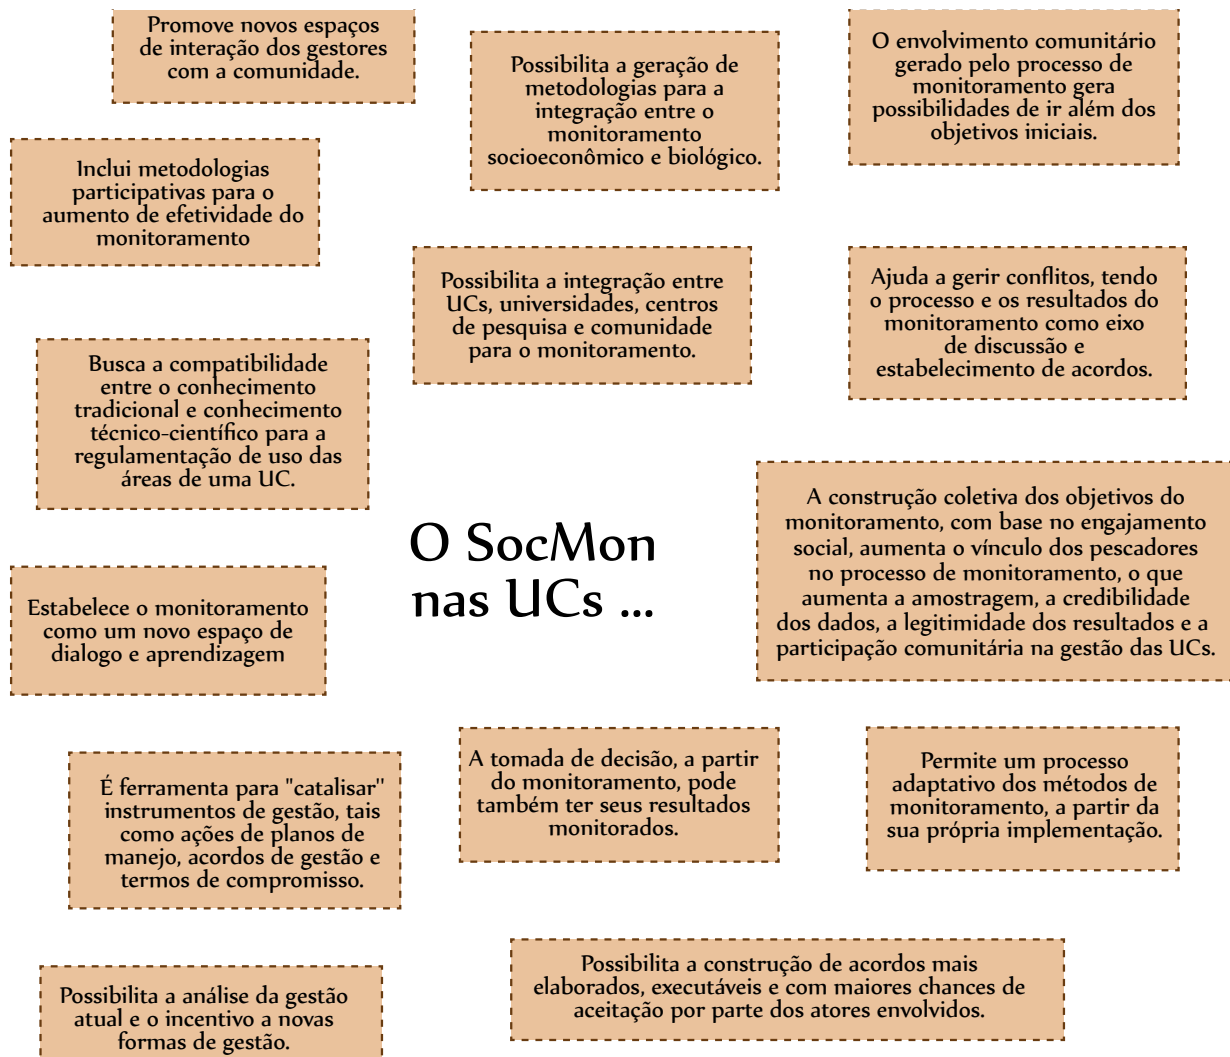 Promove novos espaços
de interação dos gestores
com a comunidade.
Possibilita a geração de
metodologias para a
integração entre o
monitoramento
socioeconômico e biológico.
O envolvimento comunitário
gerado pelo processo de
monitoramento gera
possibilidades de ir além dos
objetivos iniciais.
Inclui metodologias
participativas para o
aumento de efetividade do
monitoramento
Possibilita a integração entre
UCs, universidades, centros
de pesquisa e comunidade
para o monitoramento.
Ajuda a gerir conflitos, tendo
o processo e os resultados do
monitoramento como eixo
de discussão e
estabelecimento de acordos.
Busca a compatibilidade
entre o conhecimento
tradicional e conhecimento
técnico-científico para a
regulamentação de uso das
áreas de uma UC.
O SocMon
nas UCs ...
A construção coletiva dos objetivos do
monitoramento, com base no engajamento
social, aumenta o vínculo dos pescadores
no processo de monitoramento, o que
aumenta a amostragem, a credibilidade
dos dados, a legitimidade dos resultados e a
participação comunitária na gestão das UCs.
Estabelece o monitoramento
como um novo espaço de
dialogo e aprendizagem
É ferramenta para "catalisar"
instrumentos de gestão, tais
como ações de planos de
manejo, acordos de gestão e
termos de compromisso.
A tomada de decisão, a partir
do monitoramento, pode
também ter seus resultados
monitorados.
Permite um processo
adaptativo dos métodos de
monitoramento, a partir da
sua própria implementação.
Possibilita a análise da gestão
atual e o incentivo a novas
formas de gestão.
Possibilita a construção de acordos mais
elaborados, executáveis e com maiores chances de
aceitação por parte dos atores envolvidos.